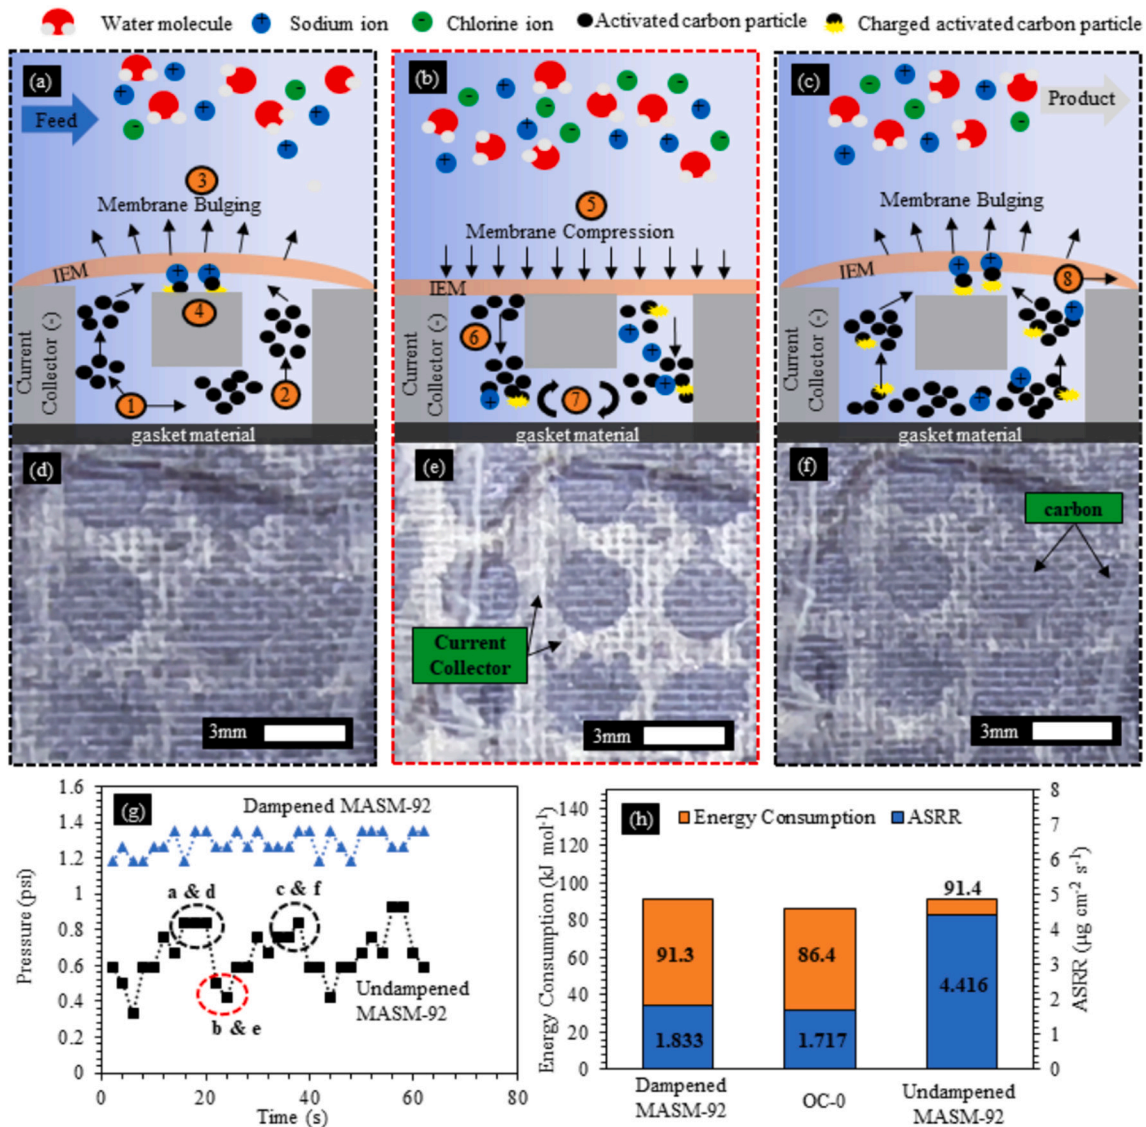 Water molecule + Sodium ion - Chlorine ion Activated carbon particle Charged activated carbon particle
(a)
Feed
3
Membrane Bulging
IEM
4
Current
Collector (-)
1
2
gasket material
(b)
5
Membrane Compression
IEM
6
Current
Collector (-)
7
gasket material
(c)
Product
Membrane Bulging
IEM
8
Current
Collector (-)
gasket material
(d)
3mm
(e)
Current
Collector
3mm
(f)
carbon
3mm
(g)
Dampened MASM-92
a & d
c & f
b & e
Undampened
MASM-92
Pressure (psi)
1.6
1.4
1.2
1
0.8
0.6
0.4
0.2
0
0 20 40 60 80
Time (s)
(h)
Energy Consumption ASRR
Energy Consumption (kJ mol-1)
140
120
100
80
60
40
20
0
91.3
1.833
86.4
1.717
91.4
4.416
8
7
6
5
4
3
2
1
0
ASRR (µg cm-2 s-1)
Dampened
MASM-92
OC-0
Undampened
MASM-92